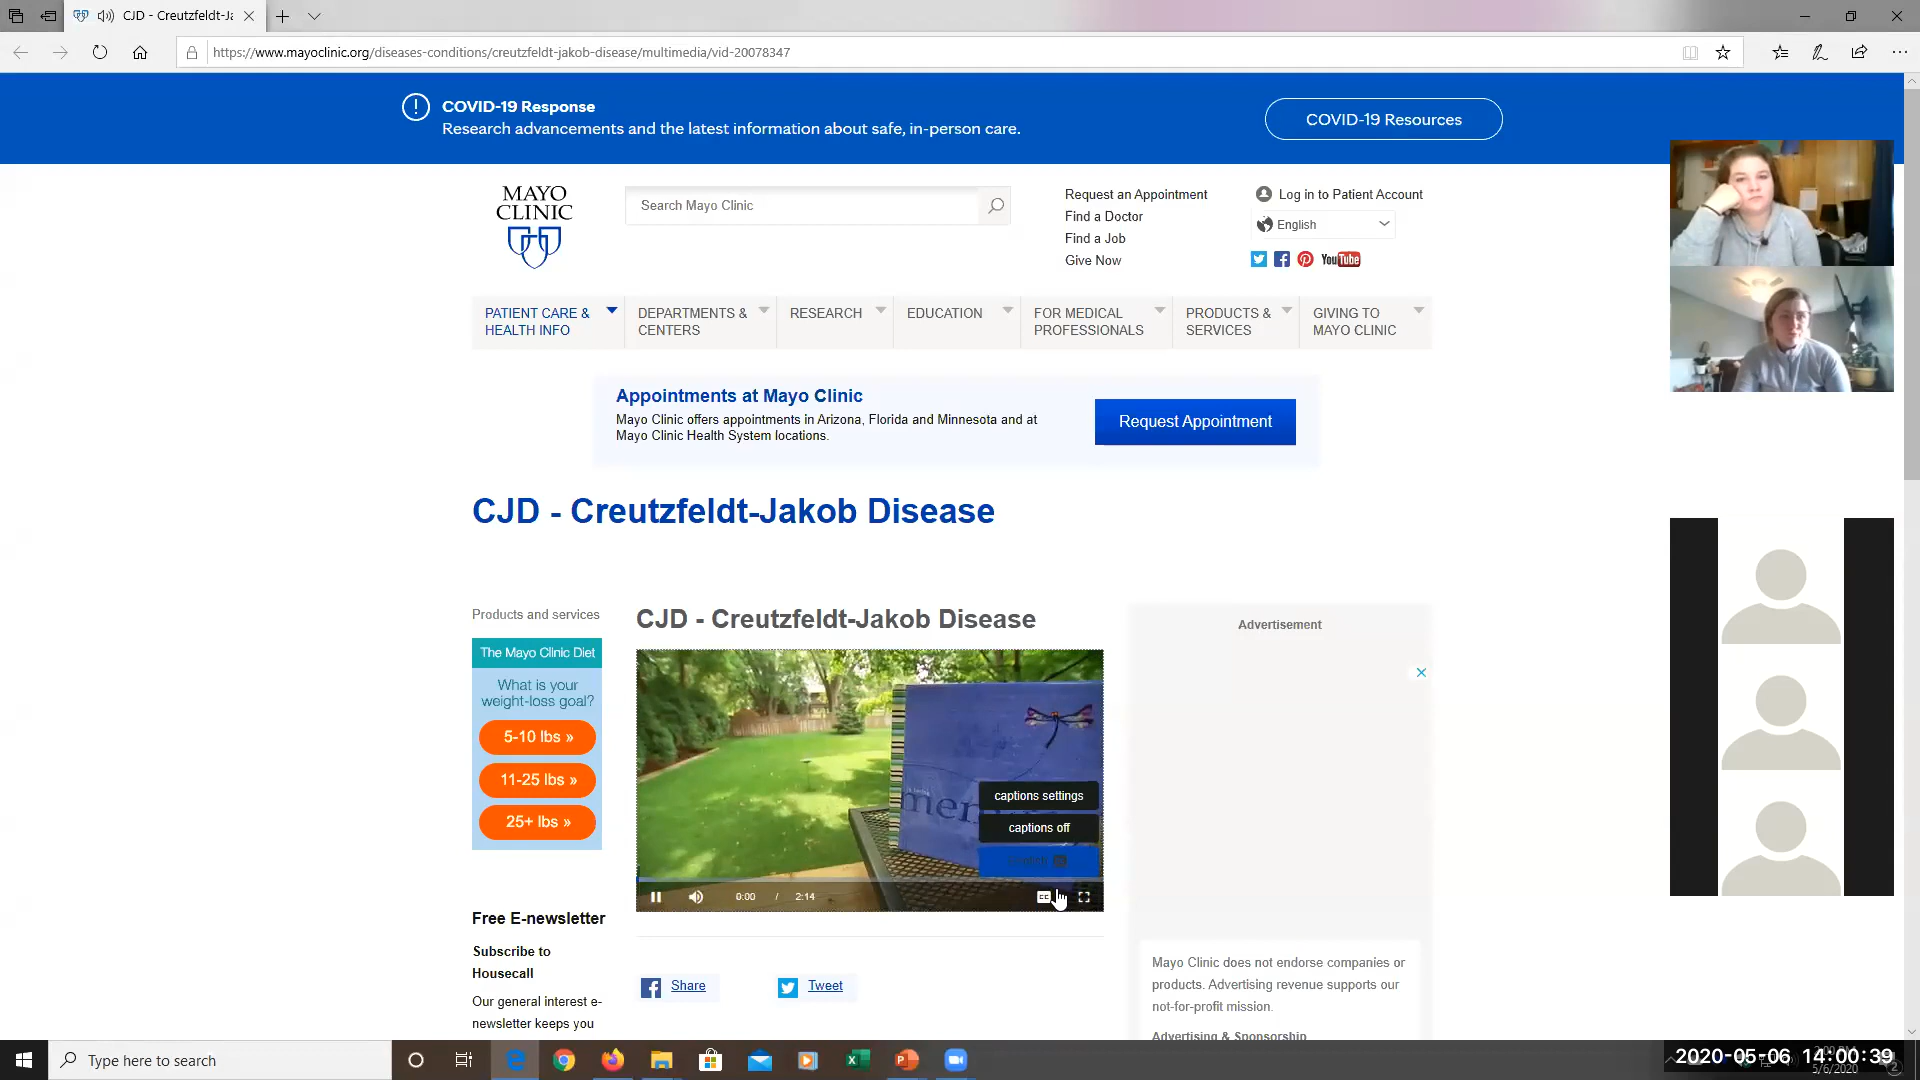 CJD - Creutzfeldt-Ja
https://www.mayoclinic.org/diseases-conditions/creutzfeldt-jakob-disease/multimedia/vid-20078347
COVID-19 Response
Research advancements and the latest information about safe, in-person care.
COVID-19 Resources
MAYO
CLINIC
Search Mayo Clinic
Request an Appointment
Find a Doctor
Find a Job
Give Now
Log in to Patient Account
English
YouTube
PATIENT CARE &
HEALTH INFO
DEPARTMENTS &
CENTERS
RESEARCH
EDUCATION
FOR MEDICAL
PROFESSIONALS
PRODUCTS &
SERVICES
GIVING TO
MAYO CLINIC
Appointments at Mayo Clinic
Mayo Clinic offers appointments in Arizona, Florida and Minnesota and at
Mayo Clinic Health System locations.
Request Appointment
CJD - Creutzfeldt-Jakob Disease
Products and services
The Mayo Clinic Diet
What is your
weight-loss goal?
5-10 lbs »
11-25 lbs »
25+ lbs »
Free E-newsletter
Subscribe to
Housecall
Our general interest e-
newsletter keeps you
CJD - Creutzfeldt-Jakob Disease
captions settings
captions off
0:00 / 2:14
CC
Share
Tweet
Advertisement
Mayo Clinic does not endorse companies or
products. Advertising revenue supports our
not-for-profit mission.
Advertising & Sponsorship
Type here to search
2020-05-06 14:00:39
5/6/2020